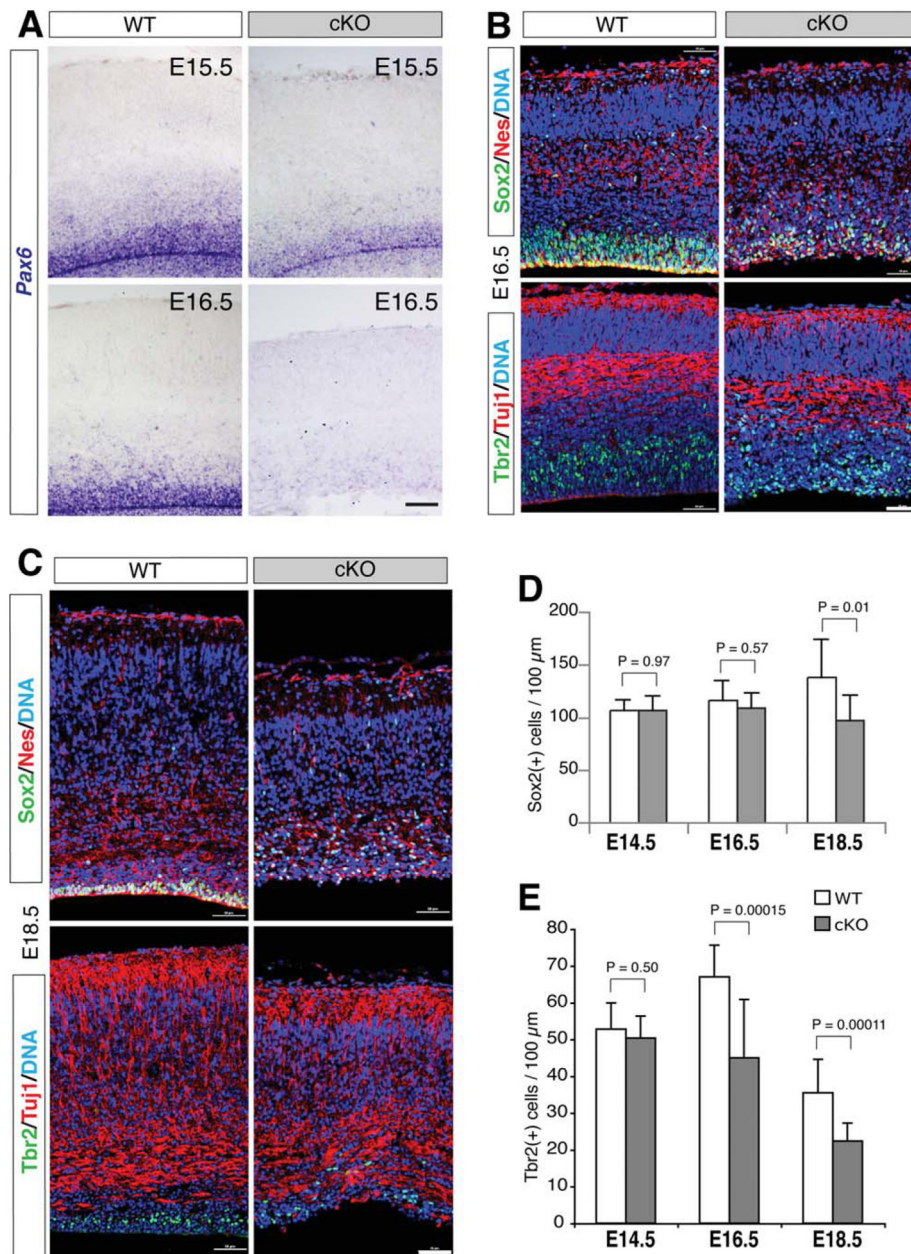 A
WT
cKO
Pax6
E15.5
E15.5
E16.5
E16.5
B
WT
cKO
E16.5
Sox2/Nes/DNA
Tbr2/Tuj1/DNA
C
WT
cKO
E18.5
Sox2/Nes/DNA
Tbr2/Tuj1/DNA
D
Sox2(+) cells / 100 µm
200
150
100
50
0
P = 0.97
P = 0.57
P = 0.01
E14.5
E16.5
E18.5
E
WT
cKO
Tbr2(+) cells / 100 µm
80
70
60
50
40
30
20
10
0
P = 0.50
P = 0.00015
P = 0.00011
E14.5
E16.5
E18.5